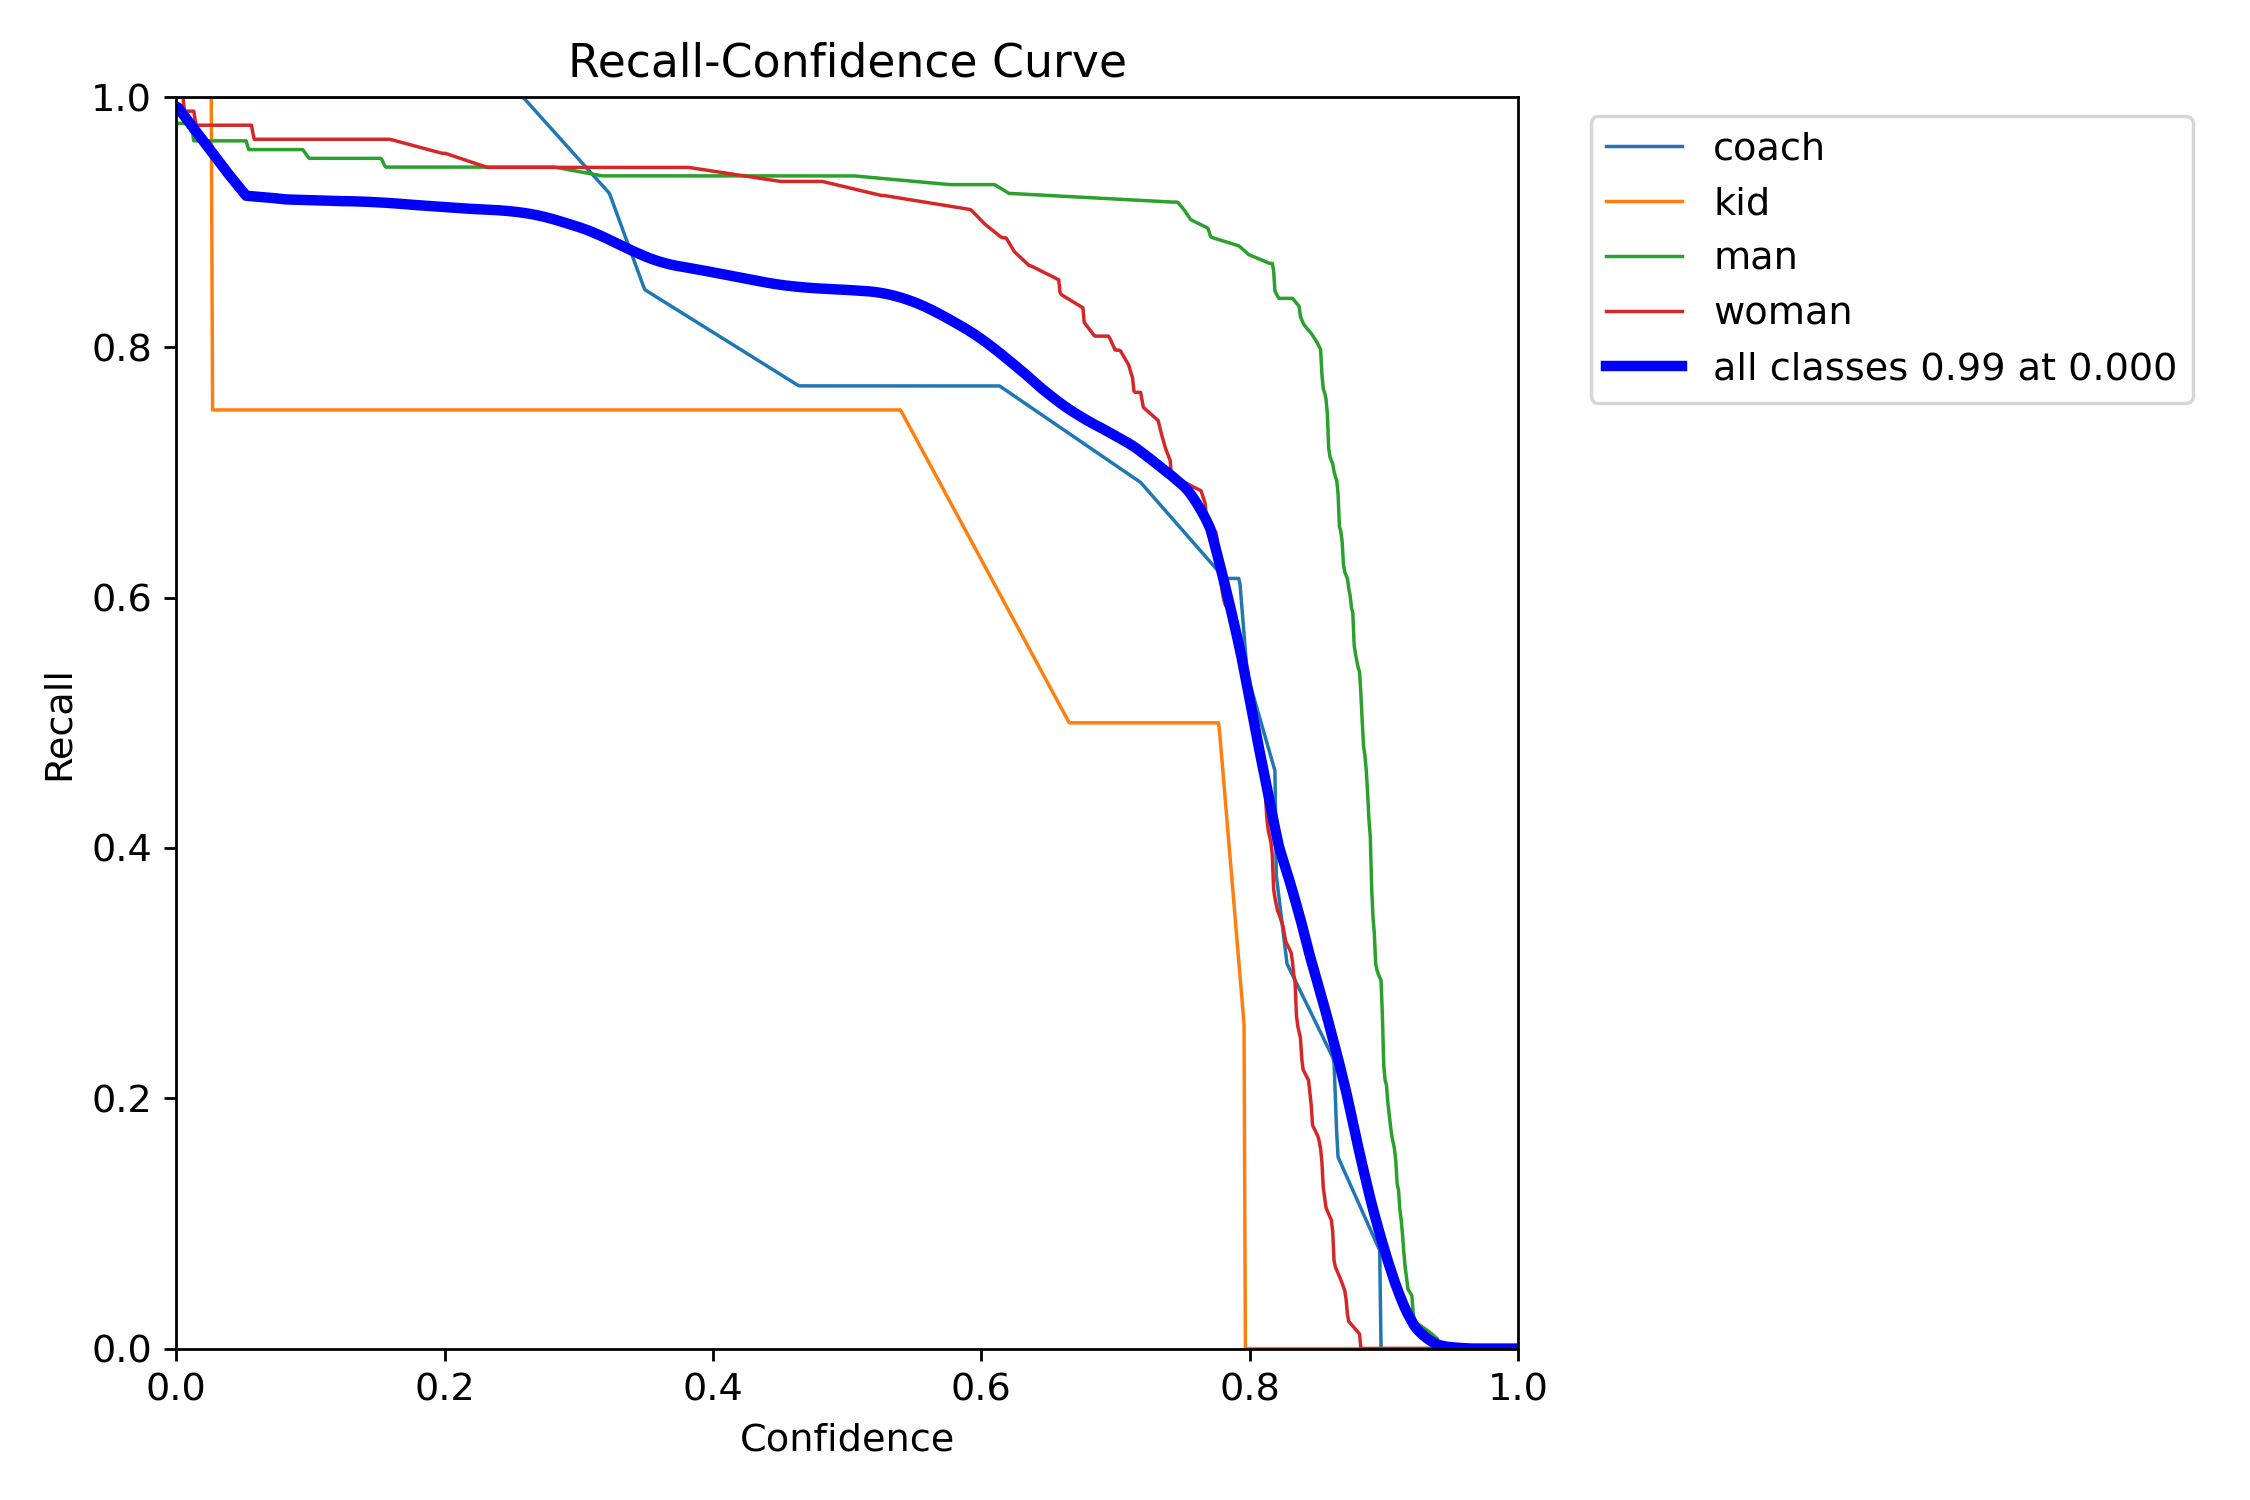 Recall-Confidence Curve
1.0
0.8
0.6
0.4
0.2
0.0
Recall
0.0 0.2 0.4 0.6 0.8 1.0
Confidence
coach
kid
man
woman
all classes 0.99 at 0.000